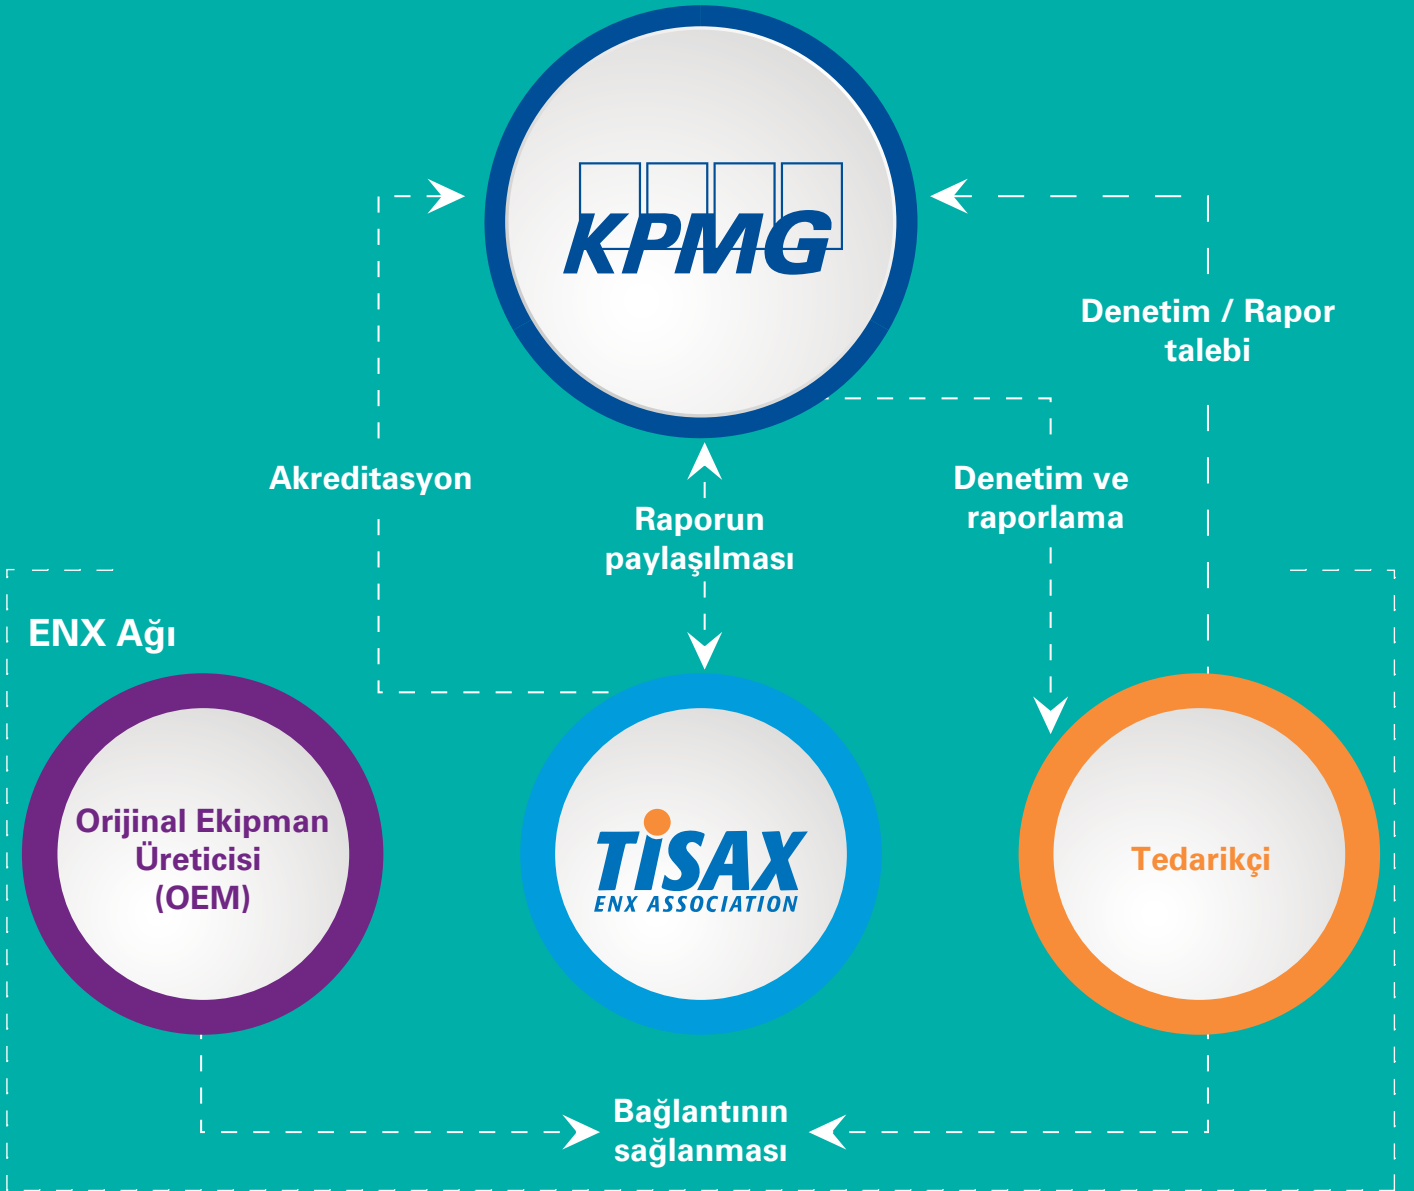 KPMG
Denetim / Rapor
talebi
Akreditasyon
Raporun
paylaşılması
Denetim ve
raporlama
ENX Ağı
Orijinal Ekipman
Üreticisi
(OEM)
TiSAX
ENX ASSOCIATION
Tedarikçi
Bağlantının
sağlanması